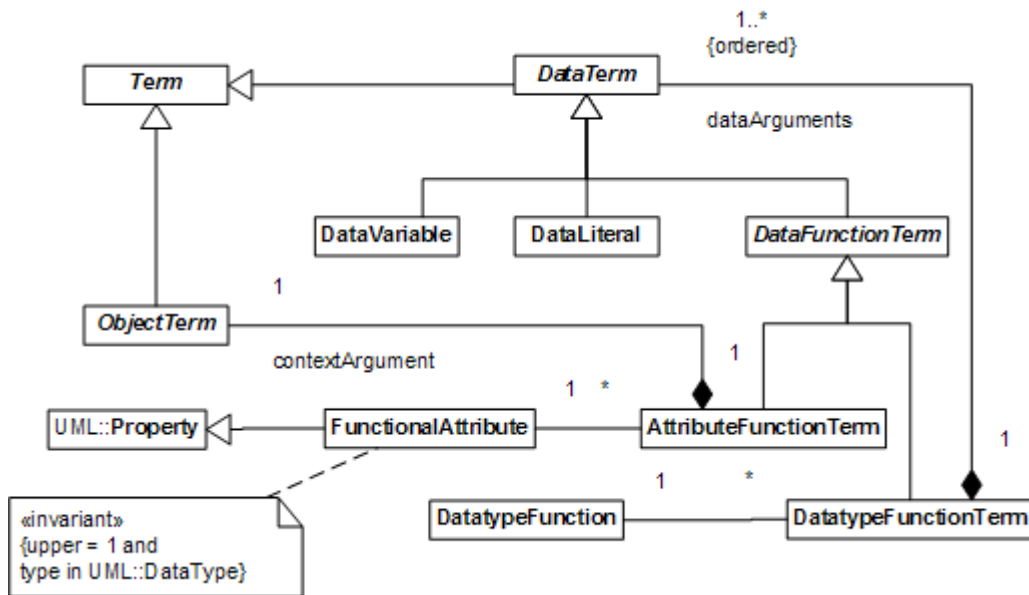 1..*
{ordered}
Term
DataTerm
dataArguments
DataVariable
DataLiteral
DataFunctionTerm
1
ObjectTerm
contextArgument
1
1
*
UML::Property
FunctionalAttribute
AttributeFunctionTerm
1
1
*
«invariant»
{upper = 1 and
type in UML::DataType}
DatatypeFunction
DatatypeFunctionTerm